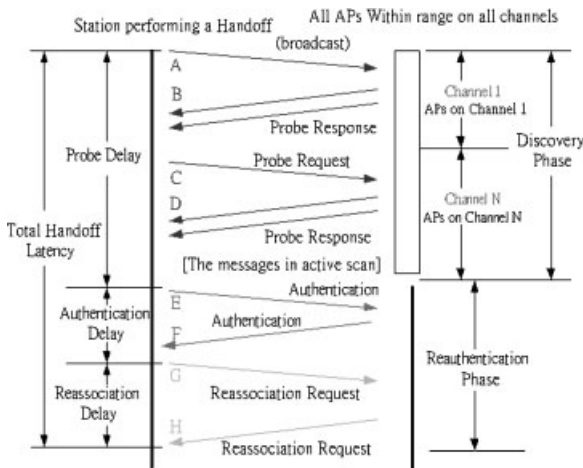 Station performing a Handoff
All APs Within range on all channels
(broadcast)
A
B
Channel 1
APs on Channel 1
Probe Response
Probe Delay
Probe Request
Discovery
Phase
C
D
Channel N
APs on Channel N
Total Handoff
Latency
Probe Response
[The messages in active scan]
Authentication
E
Authentication
Delay
Authentication
F
Reauthentication
Phase
G
Reassociation
Delay
Reassociation Request
H
Reassociation Request